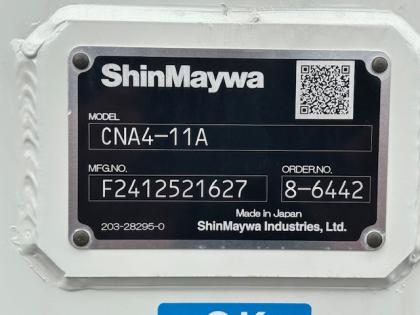 ShinMaywa
MODEL
CNA4-11A
MFG.NO. ORDER.NO.
F2412521627 8-6442
Made in Japan
203-28295-0 ShinMaywa Industries, Ltd.